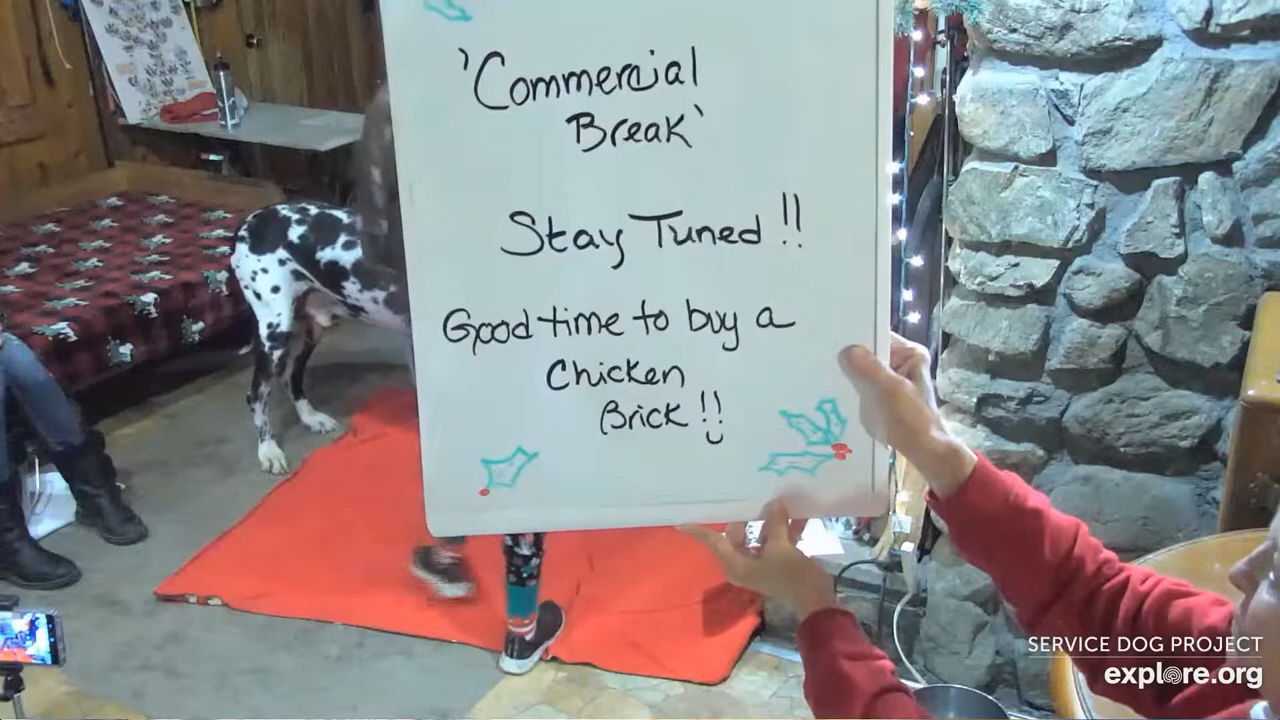 'Commercial
Break'
Stay Tuned!!
Good time to buy a
Chicken
Brick!!
SERVICE DOG PROJECT
explore.org